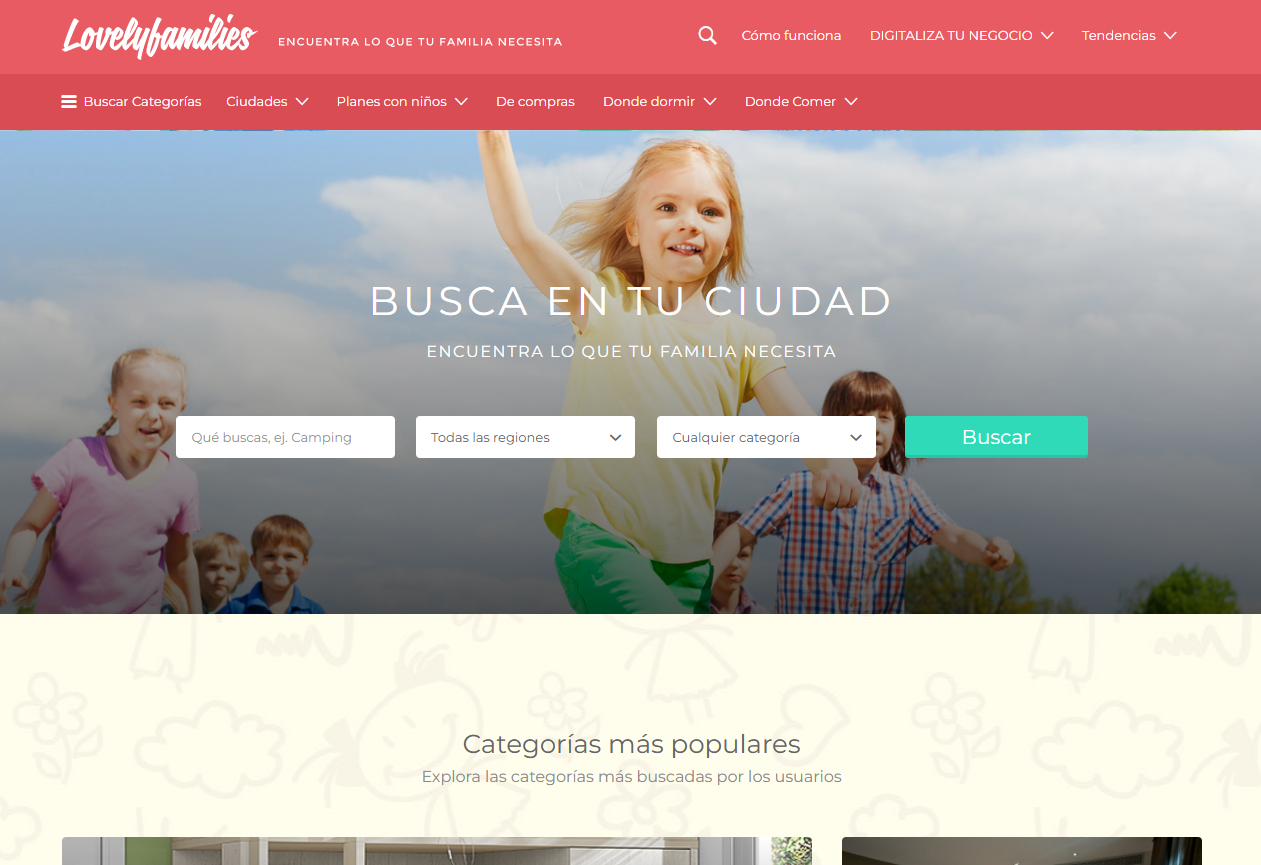 Lovelyfamilies
ENCUENTRA LO QUE TU FAMILIA NECESITA
Cómo funciona
DIGITALIZA TU NEGOCIO
Tendencias
Buscar Categorías
Ciudades
Planes con niños
De compras
Donde dormir
Donde Comer
BUSCA EN TU CIUDAD
ENCUENTRA LO QUE TU FAMILIA NECESITA
Qué buscas, ej. Camping
Todas las regiones
Cualquier categoría
Buscar
Categorías más populares
Explora las categorías más buscadas por los usuarios